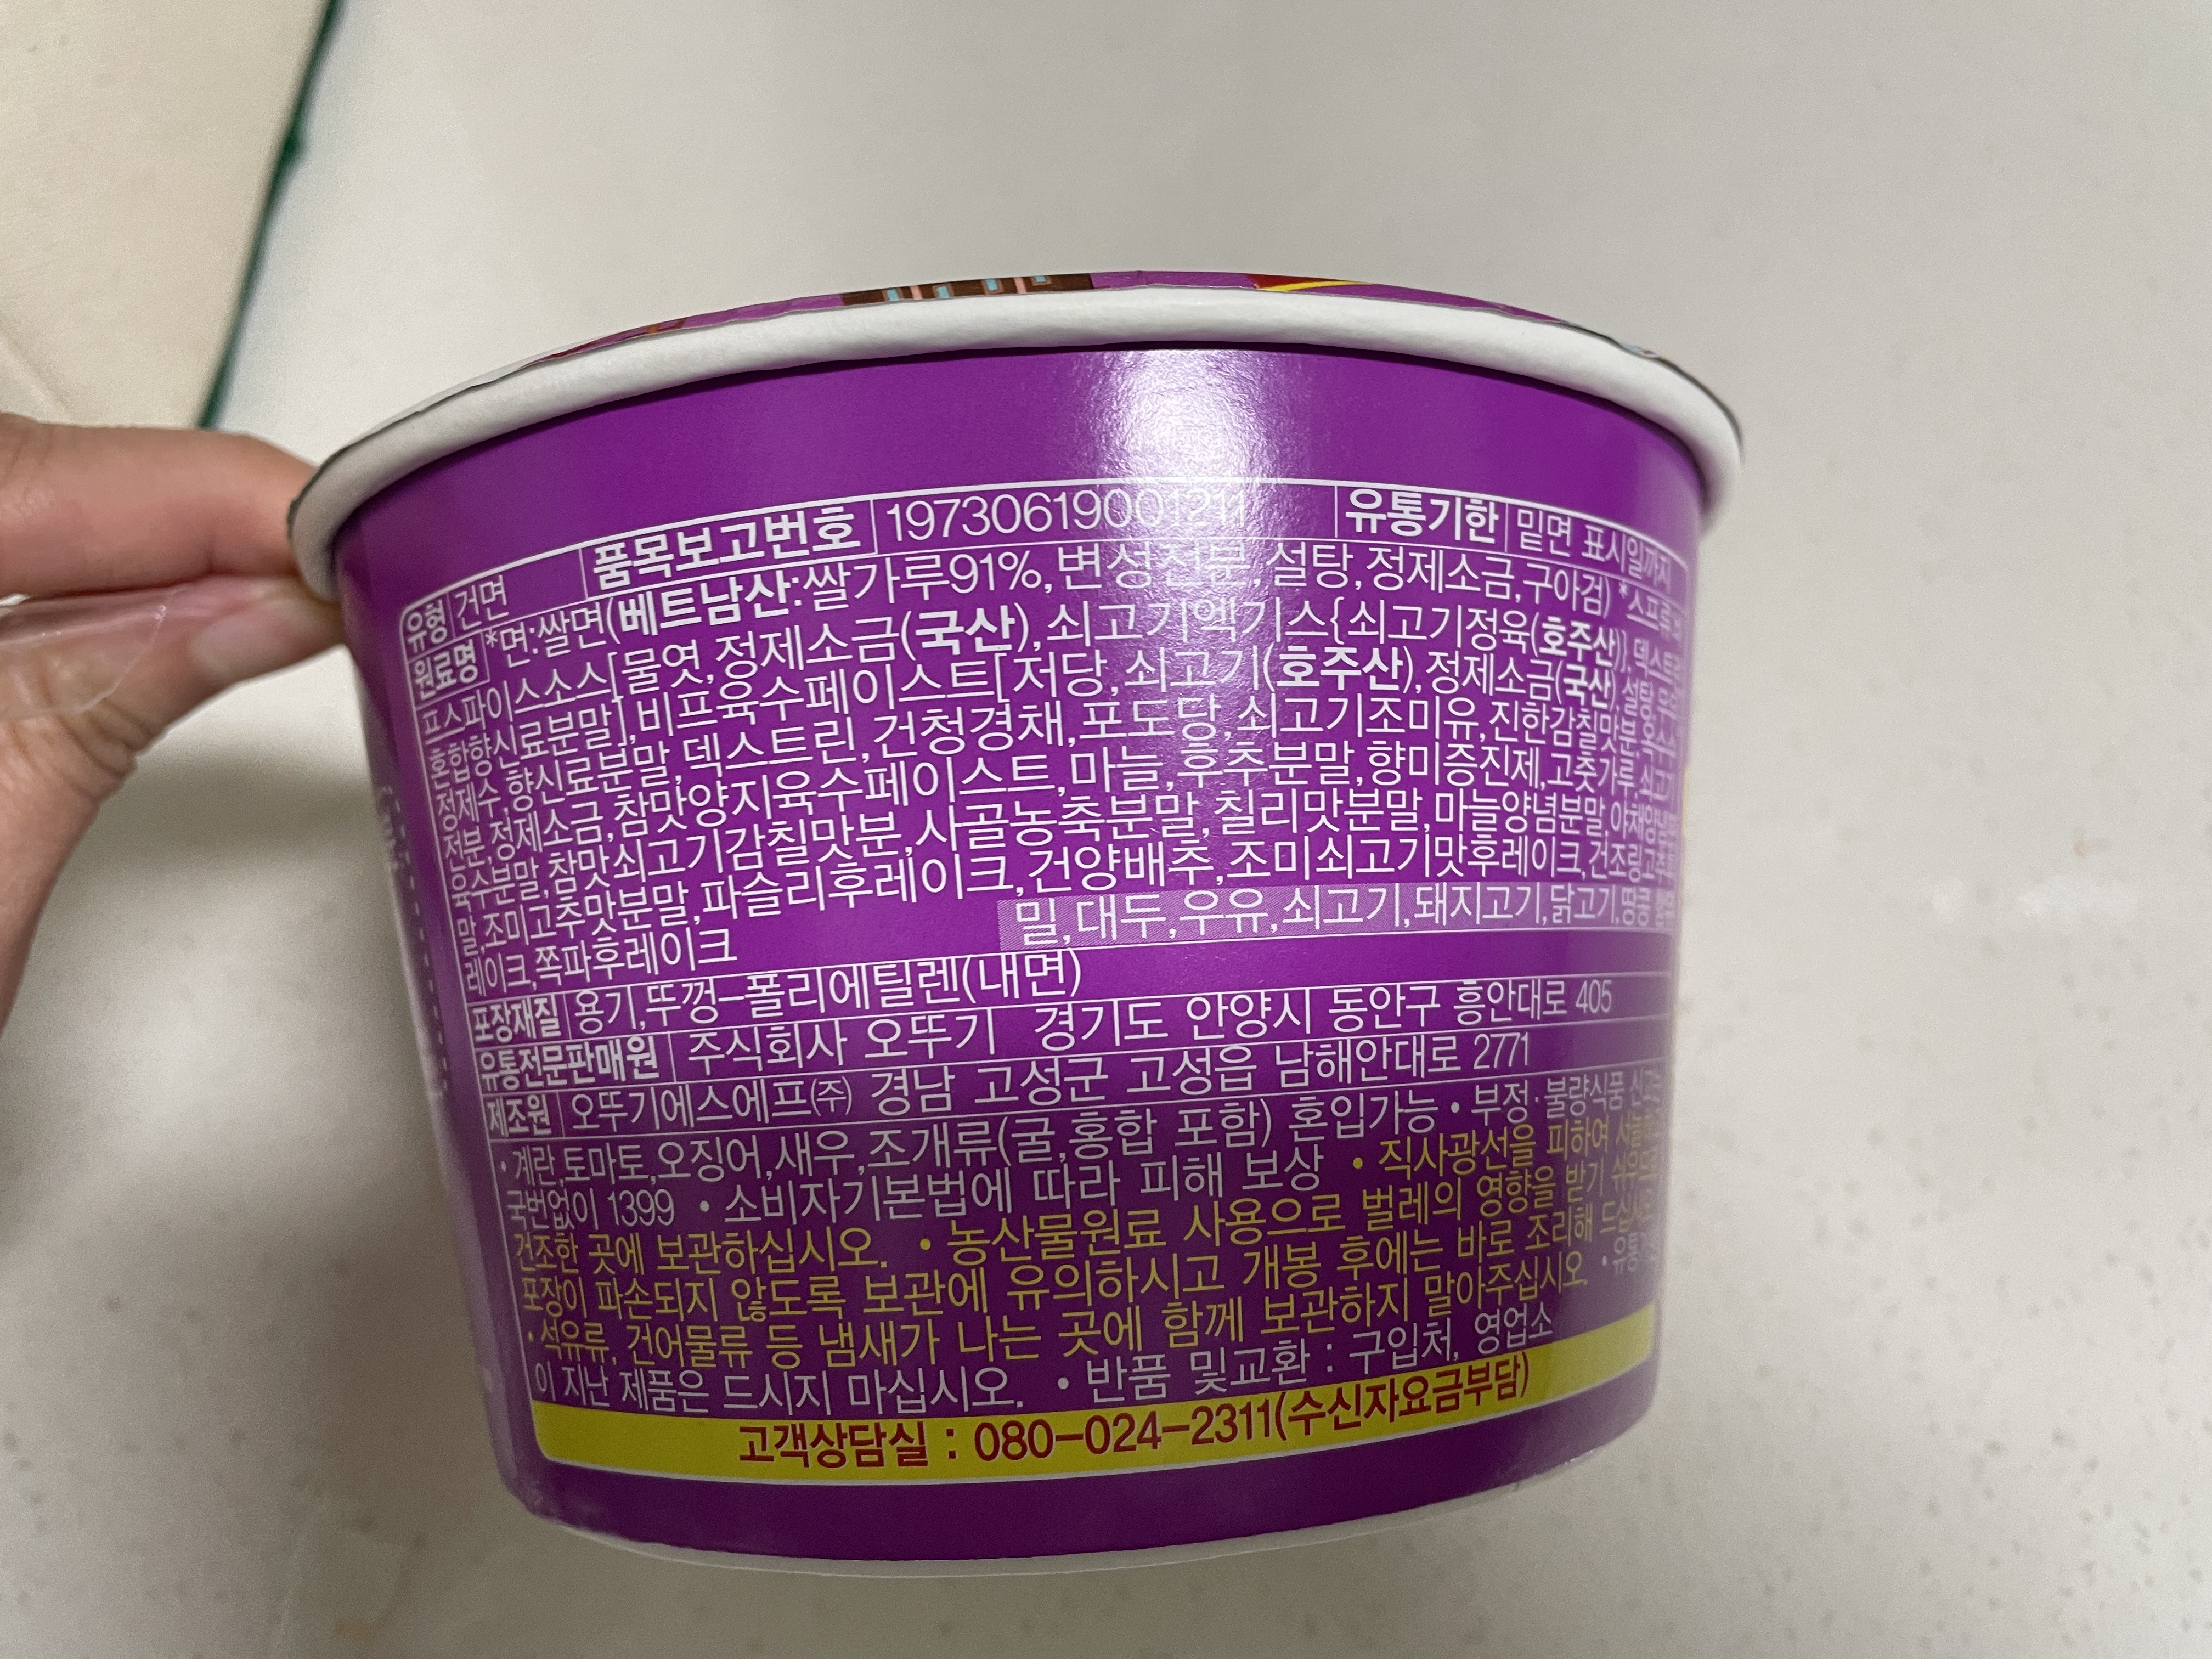 유형 건면 품목보고번호 19730619001211 유통기한 밑면 표시일까지
원료명 *면:쌀면(베트남산:쌀가루91%,변성전분,설탕,정제소금,구아검) *스프류:비
프스파이스소스[물엿,정제소금(국산),쇠고기엑기스{쇠고기정육(호주산)},덱스트린
혼합향신료분말],비프육수페이스트[저당,쇠고기(호주산),정제소금(국산),설탕
정제수,향신료분말,덱스트린,건청경채,포도당,쇠고기조미유,진한감칠맛분
전분,정제소금,참맛양지육수페이스트,마늘,후추분말,향미증진제,고춧가루,쇠고기
육수분말,참맛쇠고기감칠맛분,사골농축분말,칠리맛분말,마늘양념분말
말,조미고추맛분말,파슬리후레이크,건양배추,조미쇠고기맛후레이크,건조링고추
레이크,쪽파후레이크 밀,대두,우유,쇠고기,돼지고기,닭고기,땅콩 함유
포장재질 용기,뚜껑-폴리에틸렌(내면)
유통전문판매원 주식회사 오뚜기 경기도 안양시 동안구 흥안대로 405
제조원 오뚜기에스에프㈜ 경남 고성군 고성읍 남해안대로 2771
•계란,토마토,오징어,새우,조개류(굴,홍합 포함) 혼입가능 •부정·불량식품 신고는
국번없이 1399 •소비자기본법에 따라 피해 보상 •직사광선을 피하여 서늘하고
건조한 곳에 보관하십시오. •농산물원료 사용으로 벌레의 영향을 받기 쉬우므로
포장이 파손되지 않도록 보관에 유의하시고 개봉 후에는 바로 조리해 드십시오.
•석유류, 건어물류 등 냄새가 나는 곳에 함께 보관하지 말아주십시오. •유통기한
이 지난 제품은 드시지 마십시오. •반품 및교환 : 구입처, 영업소
고객상담실 : 080-024-2311(수신자요금부담)